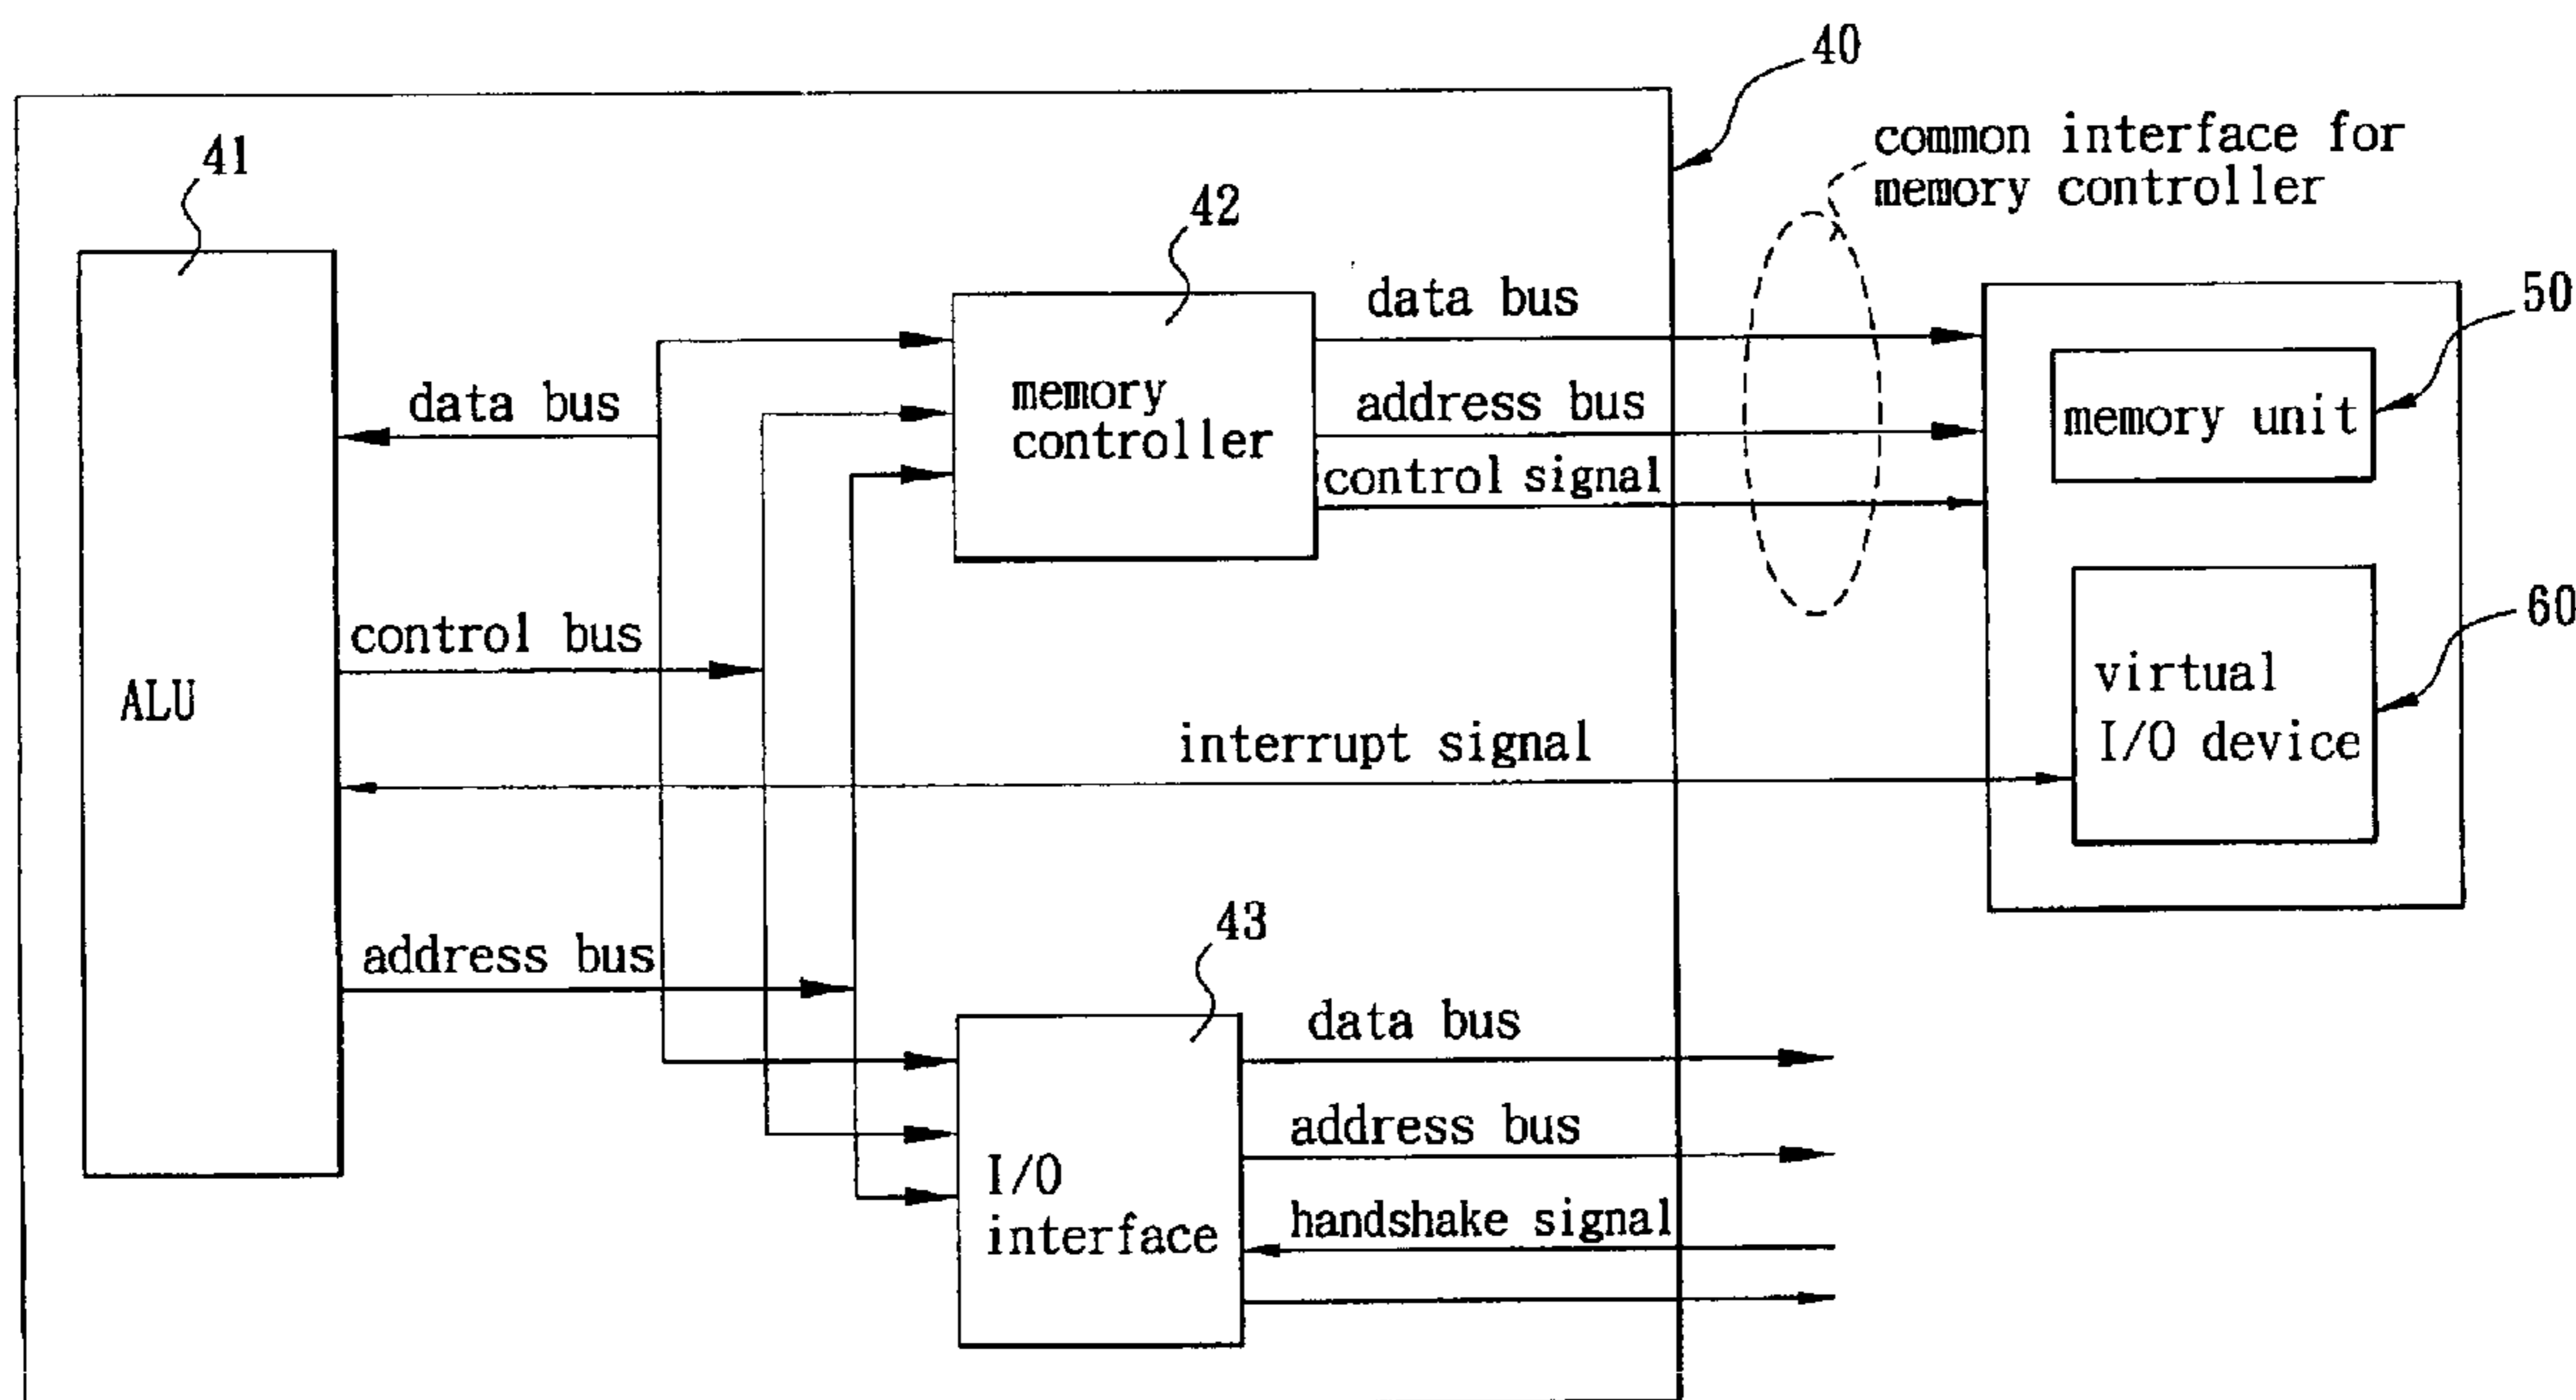 40
common interface for
memory controller
41
42
50
data bus
memory
controller
data bus
address bus
memory unit
control signal
60
control bus
virtual
I/O device
ALU
interrupt signal
43
address bus
data bus
address bus
I/O
interface
handshake signal